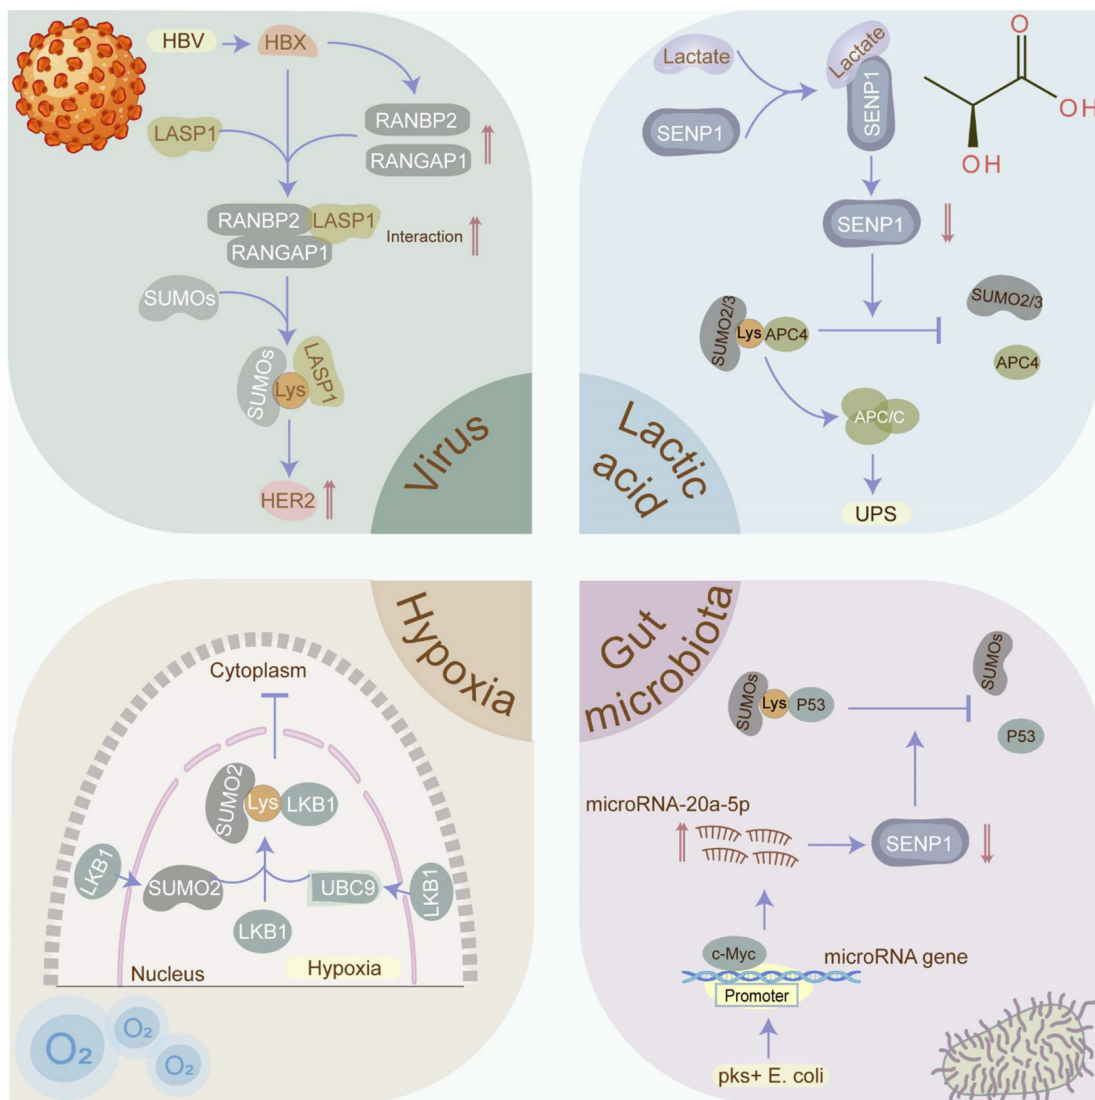 HBV
HBX
LASP1
RANBP2
RANGAP1
RANBP2
LASP1
RANGAP1
Interaction
SUMOs
SUMOs
Lys
LASP1
HER2
Virus
Lactate
SENP1
Lactate
SENP1
O
OH
OH
SENP1
SUMO2/3
Lys
APC4
SUMO2/3
APC4
APC/C
UPS
Lactic
acid
Hypoxia
Cytoplasm
SUMO2
Lys
LKB1
LKB1
SUMO2
UBC9
LKB1
LKB1
Nucleus
Hypoxia
O₂
O₂
O₂
Gut
microbiota
SUMOs
Lys
P53
SUMOs
P53
microRNA-20a-5p
SENP1
c-Myc
microRNA gene
Promoter
pks+ E. coli